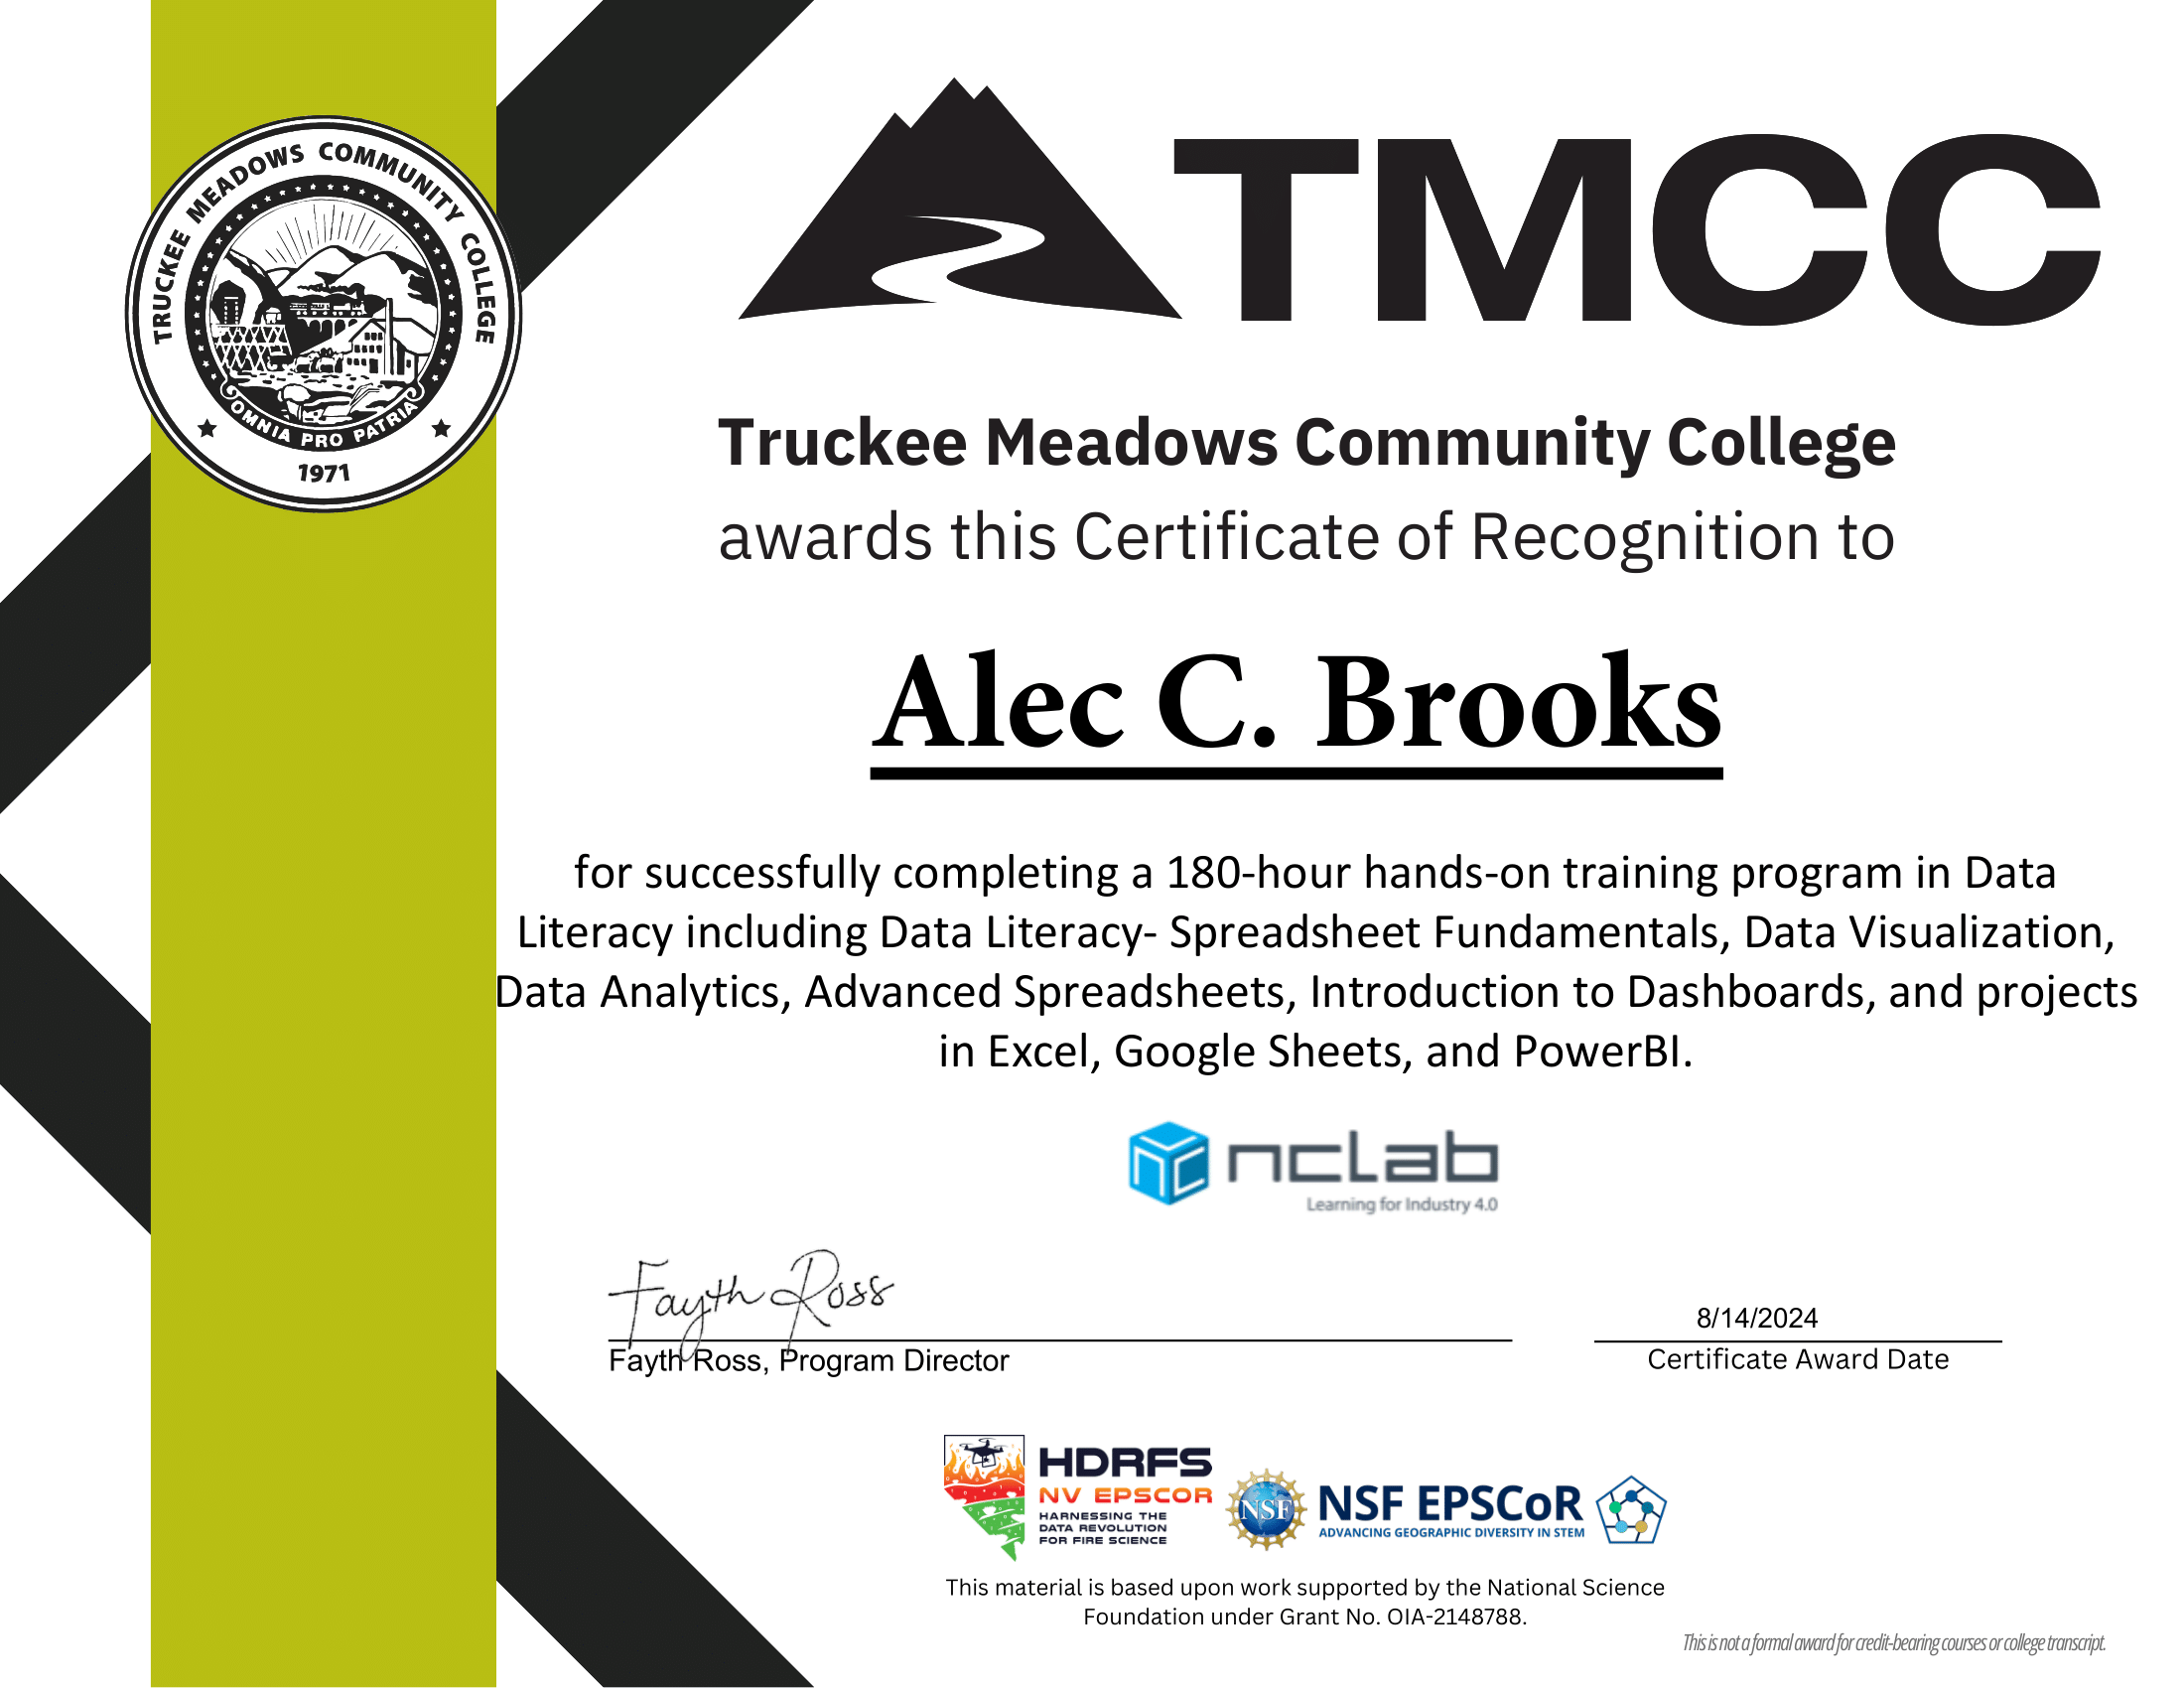 TRUCKEE MEADOWS COMMUNITY COLLEGE
OMNIA PRO PATRIA
1971
TMCC
Truckee Meadows Community College
awards this Certificate of Recognition to
Alec C. Brooks
for successfully completing a 180-hour hands-on training program in Data
Literacy including Data Literacy- Spreadsheet Fundamentals, Data Visualization,
Data Analytics, Advanced Spreadsheets, Introduction to Dashboards, and projects
in Excel, Google Sheets, and PowerBI.
nclab
Learning for Industry 4.0
Fayth Ross
Fayth Ross, Program Director
8/14/2024
Certificate Award Date
HDRFS
NV EPSCOR
HARNESSING THE
DATA REVOLUTION
FOR FIRE SCIENCE
NSF
NSF EPSCoR
ADVANCING GEOGRAPHIC DIVERSITY IN STEM
This material is based upon work supported by the National Science
Foundation under Grant No. OIA-2148788.
This is not a formal award for credit-bearing courses or college transcript.